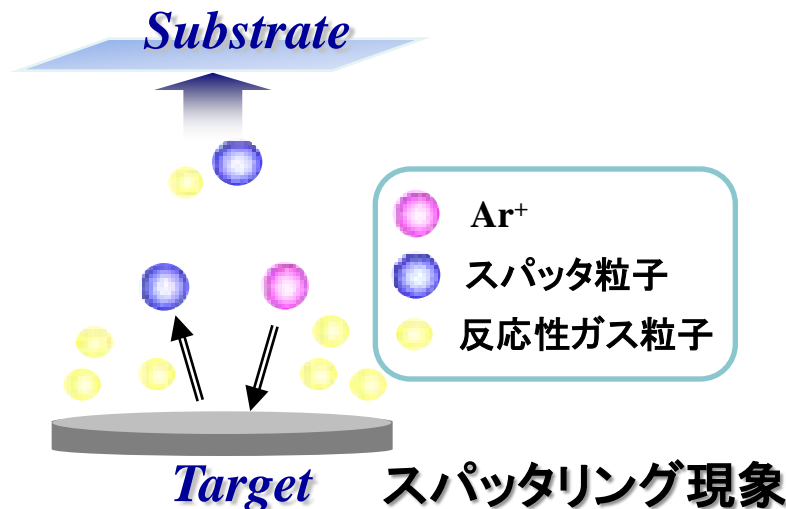 Substrate
Ar⁺
スパッタ粒子
反応性ガス粒子
Target
スパッタリング現象